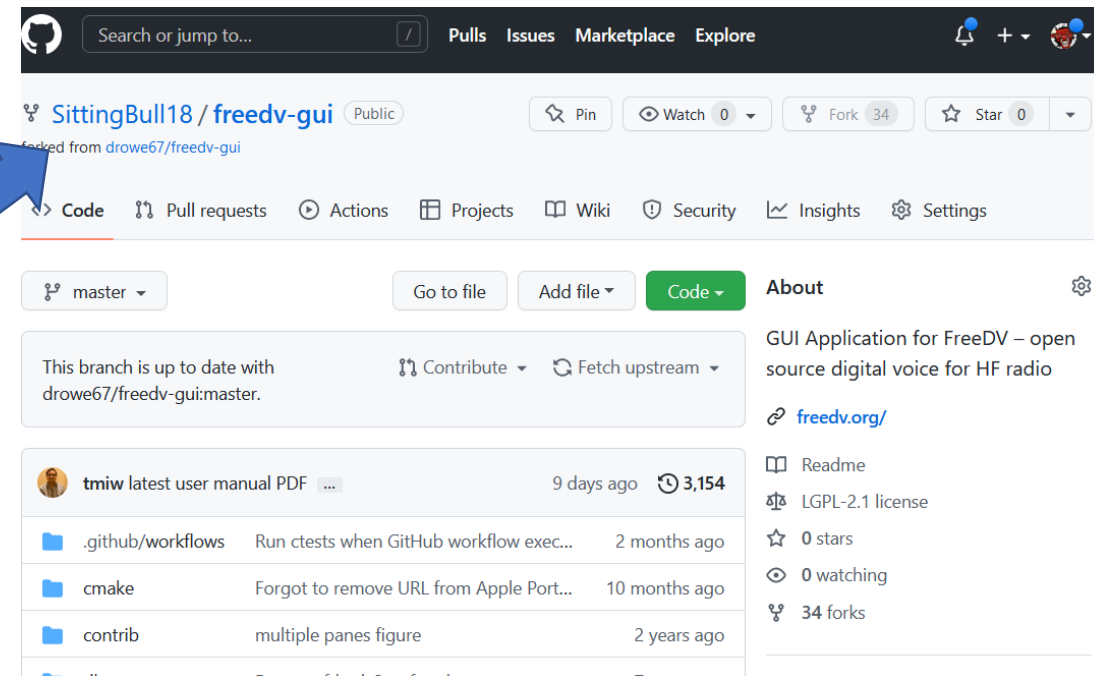 Search or jump to... / Pulls Issues Marketplace Explore
SittingBull18 / freedv-gui Public Pin Watch 0 Fork 34 Star 0
forked from drowe67/freedv-gui
Code Pull requests Actions Projects Wiki Security Insights Settings
master Go to file Add file Code
This branch is up to date with
drowe67/freedv-gui:master.
Contribute Fetch upstream
tmiw latest user manual PDF ... 9 days ago 3,154
.github/workflows Run ctests when GitHub workflow exec... 2 months ago
cmake Forgot to remove URL from Apple Port... 10 months ago
contrib multiple panes figure 2 years ago
About
GUI Application for FreeDV – open
source digital voice for HF radio
freedv.org/
Readme
LGPL-2.1 license
0 stars
0 watching
34 forks